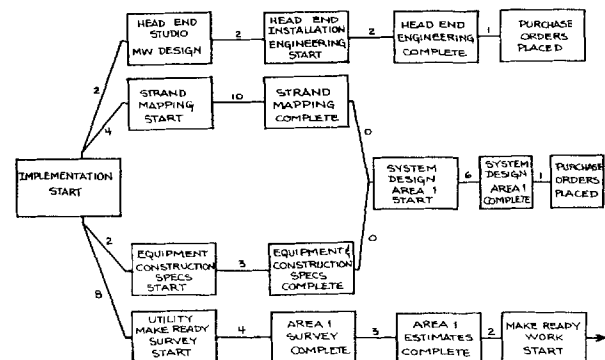 HEAD END
STUDIO
MW DESIGN
2
HEAD END
INSTALLATION
ENGINEERING
START
2
HEAD END
ENGINEERING
COMPLETE
1
PURCHASE
ORDERS
PLACED
2
4
STRAND
MAPPING
START
10
STRAND
MAPPING
COMPLETE
0
IMPLEMENTATION
START
SYSTEM
DESIGN
AREA 1
START
6
SYSTEM
DESIGN
AREA 1
COMPLETE
1
PURCHASE
ORDERS
PLACED
2
8
EQUIPMENT
CONSTRUCTION
SPECS
START
3
EQUIPMENT &
CONSTRUCTION
SPECS
COMPLETE
0
UTILITY
MAKE READY
SURVEY
START
4
AREA 1
SURVEY
COMPLETE
3
AREA 1
ESTIMATES
COMPLETE
2
MAKE READY
WORK
START